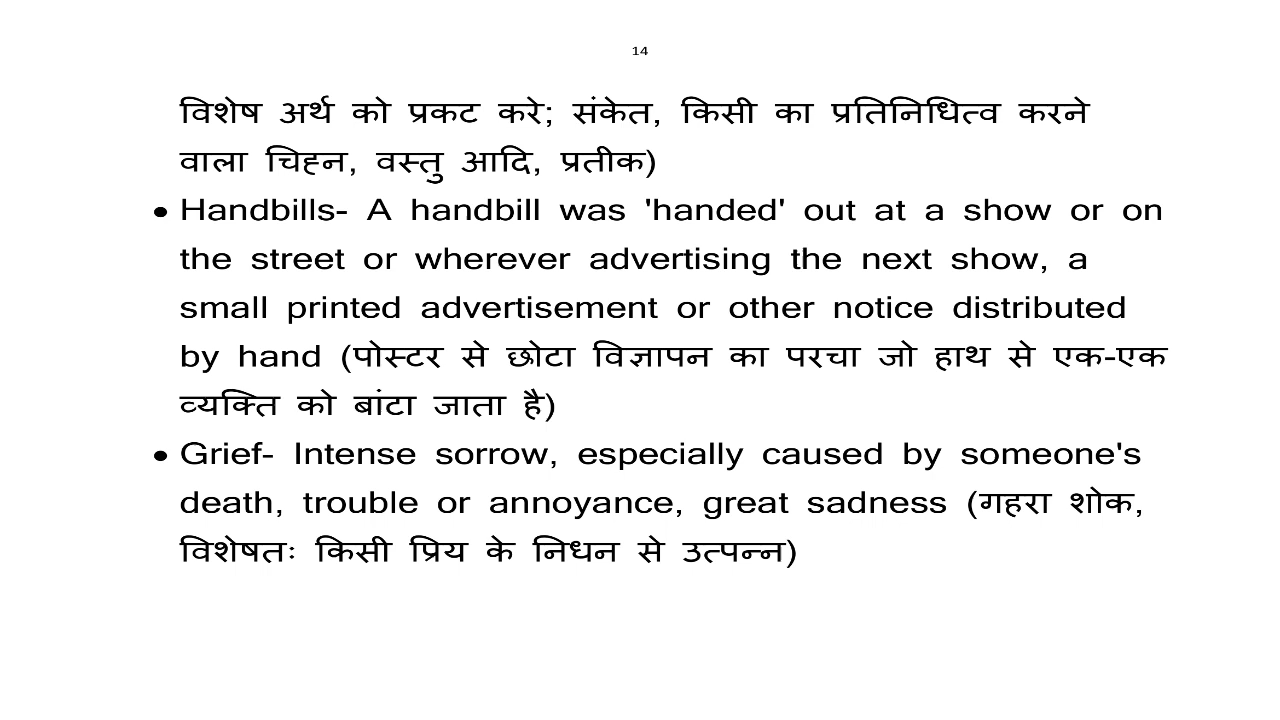 14
विशेष अर्थ को प्रकट करे; संकेत, किसी का प्रतिनिधित्व करने
वाला चिह्न, वस्तु आदि, प्रतीक)
• Handbills- A handbill was 'handed' out at a show or on
the street or wherever advertising the next show, a
small printed advertisement or other notice distributed
by hand (पोस्टर से छोटा विज्ञापन का परचा जो हाथ से एक-एक
व्यक्ति को बांटा जाता है)
• Grief- Intense sorrow, especially caused by someone's
death, trouble or annoyance, great sadness (गहरा शोक,
विशेषतः किसी प्रिय के निधन से उत्पन्न)